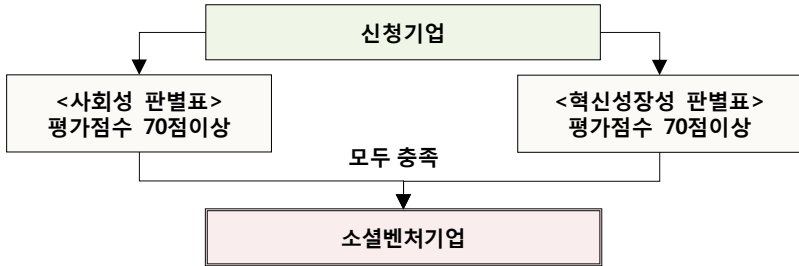 신청기업
<사회성 판별표>
평가점수 70점이상
<혁신성장성 판별표>
평가점수 70점이상
모두 충족
소셜벤처기업